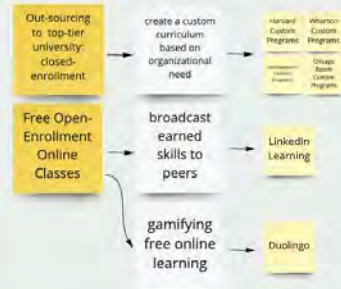 Out-sourcing
to top-tier
university:
closed-
enrollment
create a custom
curriculum
based on
organizational
need
Harvard
Custom
Programs
Wharton
Custom
Programs
Chicago
Booth
Custom
Programs
Free Open-
Enrollment
Online
Classes
broadcast
earned
skills to
peers
LinkedIn
Learning
gamifying
free online
learning
Duolingo